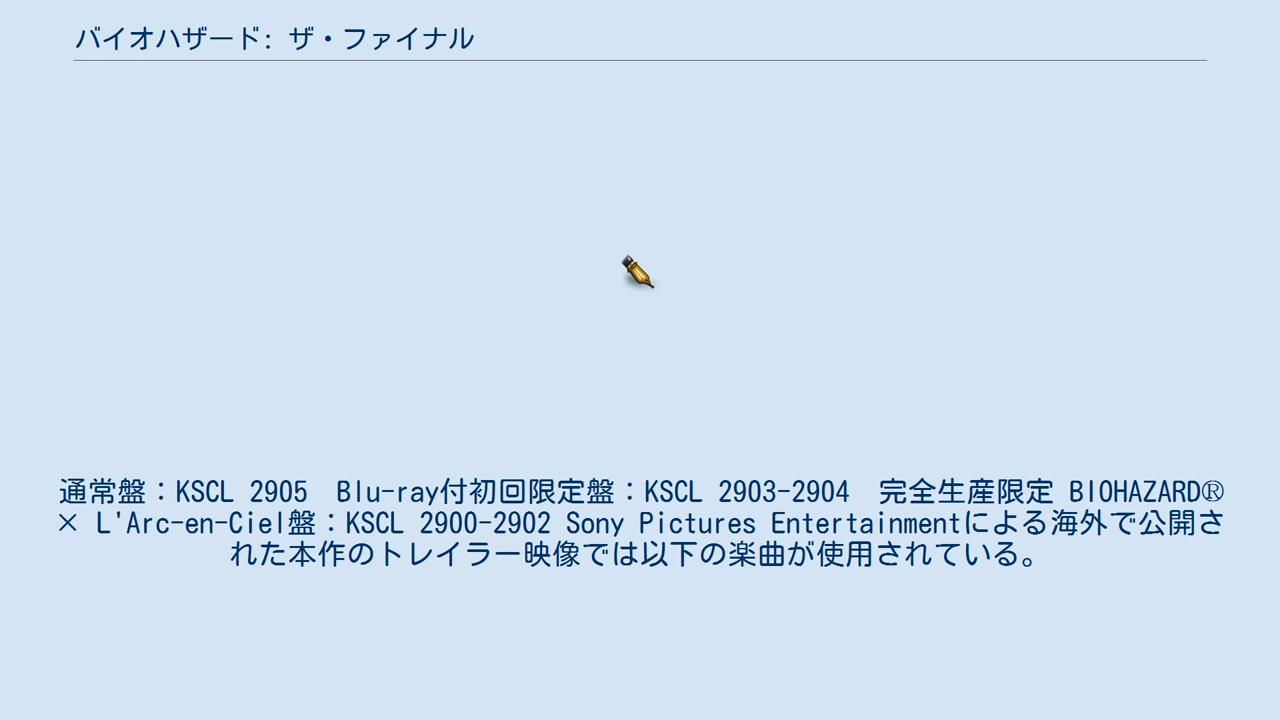 バイオハザード: ザ・ファイナル
通常盤：KSCL 2905　Blu-ray付初回限定盤：KSCL 2903-2904　完全生産限定 BIOHAZARD®
× L'Arc-en-Ciel盤：KSCL 2900-2902 Sony Pictures Entertainmentによる海外で公開さ
れた本作のトレイラー映像では以下の楽曲が使用されている。